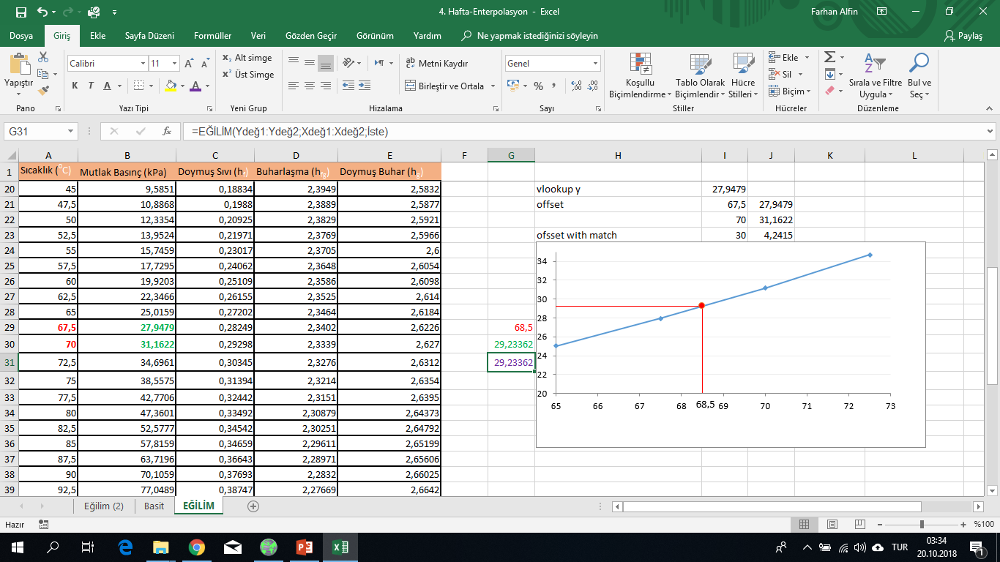 4. Hafta-Enterpolasyon - Excel
Farhan Alfin
Dosya Giriş Ekle Sayfa Düzeni Formüller Veri Gözden Geçir Görünüm Yardım Ne yapmak istediğinizi söyleyin Paylaş
Yapıştır
Calibri 11
K T A
x₂ Alt simge
x² Üst Simge
Metni Kaydır
Birleştir ve Ortala
Genel
Koşullu Biçimlendirme
Tablo Olarak Biçimlendir
Hücre Stilleri
Ekle
Sil
Biçim
Sırala ve Filtre Uygula
Bul ve Seç
Pano Yazı Tipi Yeni Grup Hizalama Sayı Stiller Hücreler Düzenleme
G31 fx =EĞİLİM(Ydeğ1:Ydeğ2;Xdeğ1:Xdeğ2;İste)
A B C D E F G H I J K L
1 Sıcaklık (⁰C) Mutlak Basınç (kPa) Doymuş Sıvı (hf) Buharlaşma (hfg) Doymuş Buhar (hg)
20 45 9,5851 0,18834 2,3949 2,5832 vlookup y 27,9479
21 47,5 10,8868 0,1988 2,3889 2,5877 offset 67,5 27,9479
22 50 12,3354 0,20925 2,3829 2,5921 70 31,1622
23 52,5 13,9524 0,21971 2,3769 2,5966 ofsset with match 30 4,2415
24 55 15,7459 0,23017 2,3705 2,6
25 57,5 17,7295 0,24062 2,3648 2,6054
26 60 19,9203 0,25109 2,3586 2,6098
27 62,5 22,3466 0,26155 2,3525 2,614
28 65 25,0159 0,27202 2,3464 2,6184
29 67,5 27,9479 0,28249 2,3402 2,6226 68,5
30 70 31,1622 0,29298 2,3339 2,627 29,23362
31 72,5 34,6961 0,30345 2,3276 2,6312 29,23362
32 75 38,5575 0,31394 2,3214 2,6354
33 77,5 42,7706 0,32442 2,3151 2,6395
34 80 47,3601 0,33492 2,30879 2,64373
35 82,5 52,5777 0,34542 2,30251 2,64792
36 85 57,8159 0,34659 2,29611 2,65199
37 87,5 63,7196 0,36643 2,28971 2,65606
38 90 70,1059 0,37693 2,2832 2,66025
39 92,5 77,0489 0,38747 2,27669 2,6642
34
32
30
28
26
24
22
20
65 66 67 68 68,5 69 70 71 72 73
Eğilim (2) Basit EĞİLİM
Hazır
%100
TUR
03:34
20.10.2018
1